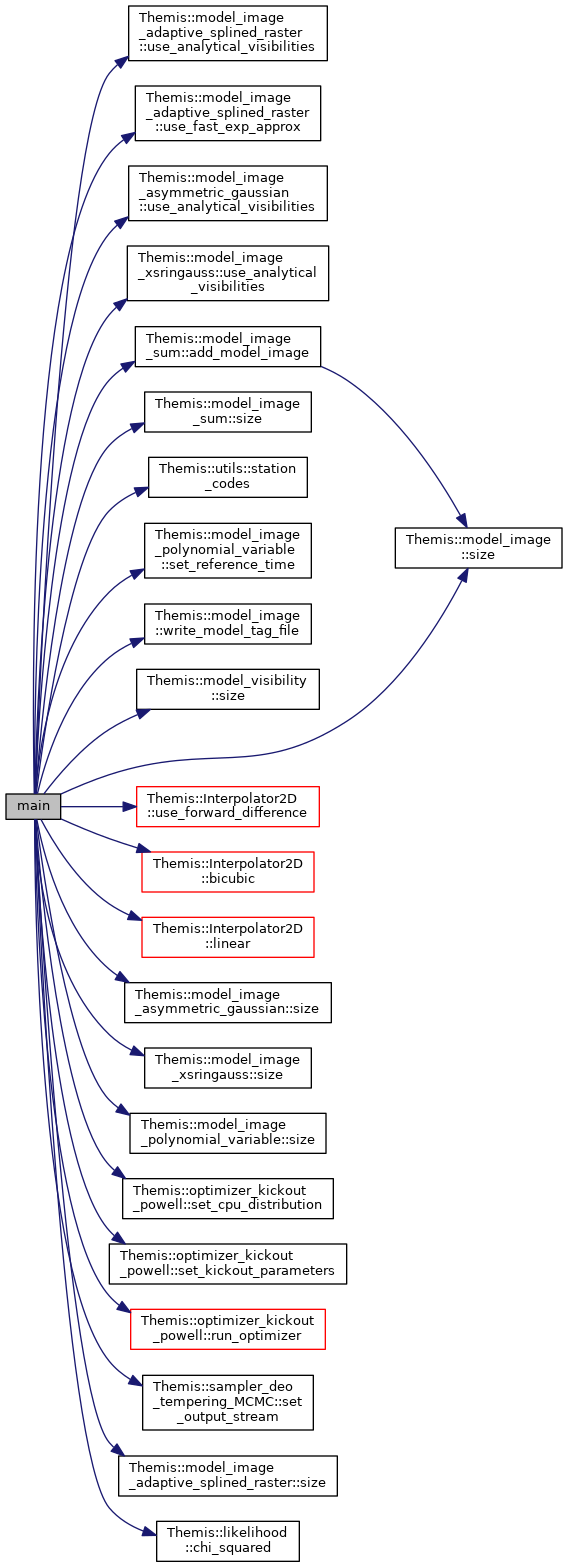 Themis::model_image
_adaptive_splined_raster
::use_analytical_visibilities
Themis::model_image
_adaptive_splined_raster
::use_fast_exp_approx
Themis::model_image
_asymmetric_gaussian
::use_analytical_visibilities
Themis::model_image
_xsringauss::use_analytical
_visibilities
Themis::model_image
_sum::add_model_image
Themis::model_image
_sum::size
Themis::utils::station
_codes
Themis::model_image
_polynomial_variable
::set_reference_time
Themis::model_image
::size
Themis::model_image
::write_model_tag_file
Themis::model_visibility
::size
main
Themis::Interpolator2D
::use_forward_difference
Themis::Interpolator2D
::bicubic
Themis::Interpolator2D
::linear
Themis::model_image
_asymmetric_gaussian::size
Themis::model_image
_xsringauss::size
Themis::model_image
_polynomial_variable::size
Themis::optimizer_kickout
_powell::set_cpu_distribution
Themis::optimizer_kickout
_powell::set_kickout_parameters
Themis::optimizer_kickout
_powell::run_optimizer
Themis::sampler_deo
_tempering_MCMC::set
_output_stream
Themis::model_image
_adaptive_splined_raster::size
Themis::likelihood
::chi_squared